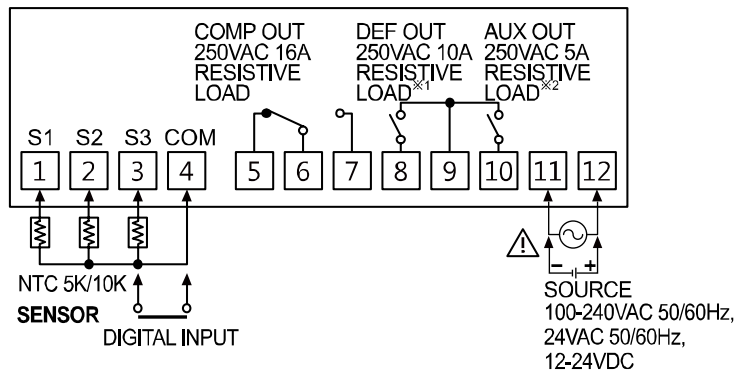 COMP OUT
250VAC 16A
RESISTIVE
LOAD
DEF OUT
250VAC 10A
RESISTIVE
LOAD※1
AUX OUT
250VAC 5A
RESISTIVE
LOAD※2
S1 S2 S3 COM
1 2 3 4 5 6 7 8 9 10 11 12
NTC 5K/10K
SENSOR
DIGITAL INPUT
− +
SOURCE
100-240VAC 50/60Hz,
24VAC 50/60Hz,
12-24VDC